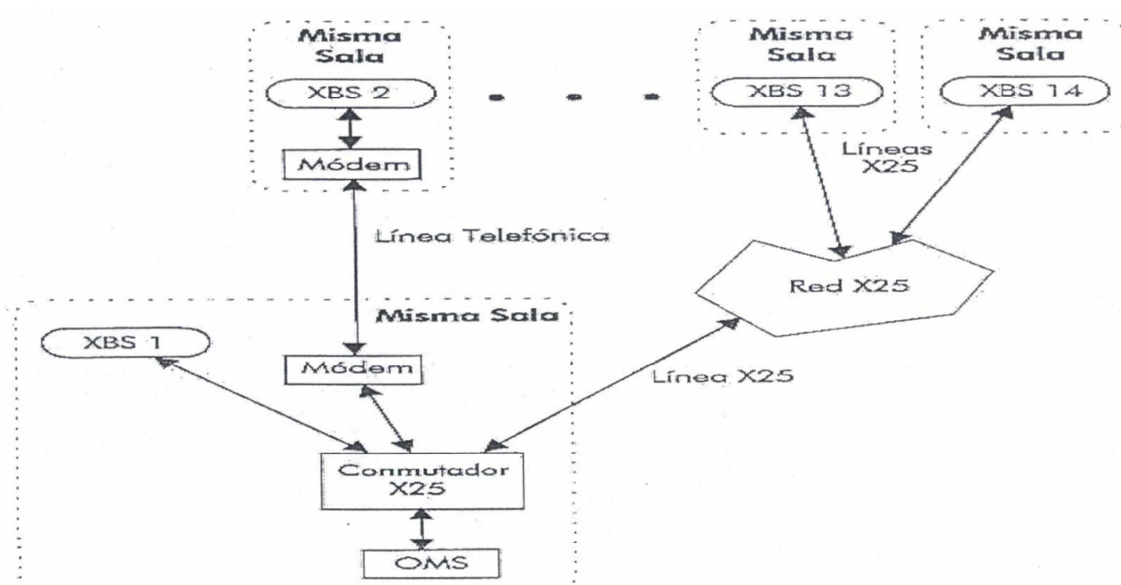 Misma
Sala
XBS 2
Módem
Misma
Sala
XBS 13
Misma
Sala
XBS 14
Líneas
X25
Línea Telefónica
Red X25
Misma Sala
XBS 1
Módem
Línea X25
Conmutador
X25
OMS